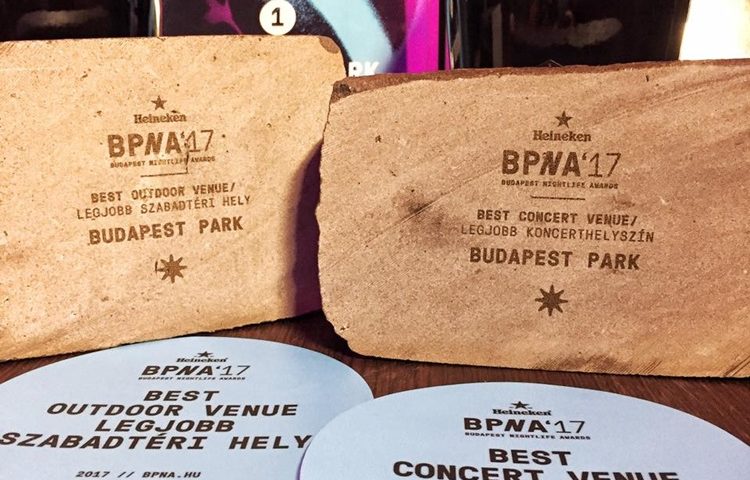 1
RK
Heineken
BPNA'17
BUDAPEST NIGHTLIFE AWARDS
BEST OUTDOOR VENUE/
LEGJOBB SZABADTÉRI HELY
BUDAPEST PARK
Heineken
BPNA'17
BUDAPEST NIGHTLIFE AWARDS
BEST CONCERT VENUE/
LEGJOBB KONCERTHELYSZÍN
BUDAPEST PARK
Heineken
BPNA'17
BUDAPEST NIGHTLIFE AWARDS
BEST
OUTDOOR VENUE
LEGJOBB
SZABADTÉRI HELY
2017 // BPNA.HU
Heineken
BPNA'17
BUDAPEST NIGHTLIFE AWARDS
BEST
CONCERT VENUE